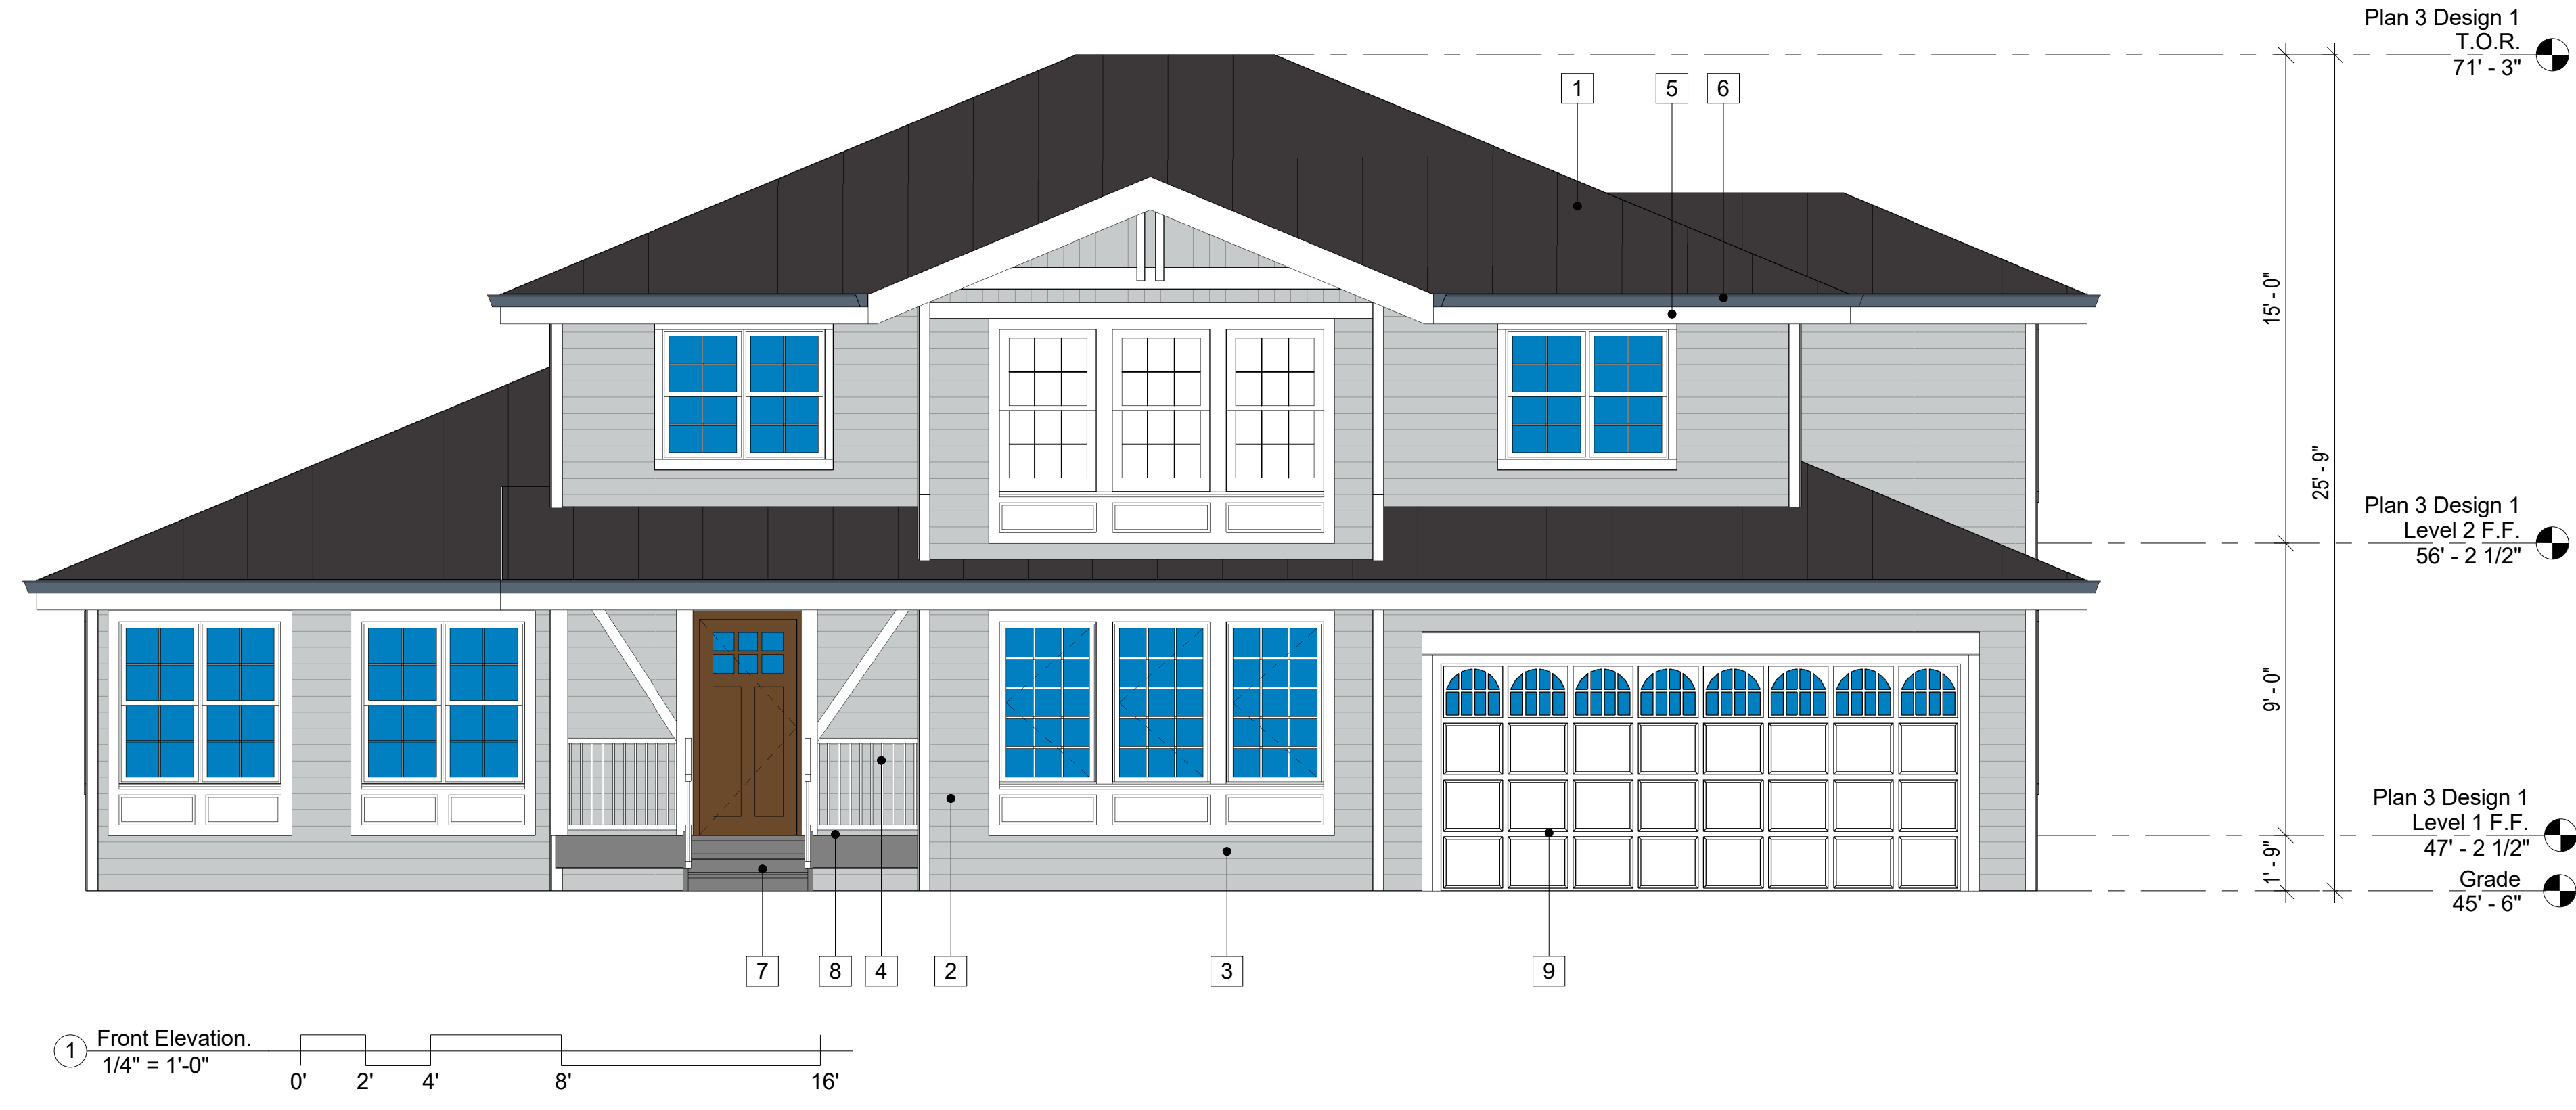 Plan 3 Design 1
T.O.R.
71' - 3"
1
5
6
15' - 0"
25' - 9"
Plan 3 Design 1
Level 2 F.F.
56' - 2 1/2"
9' - 0"
Plan 3 Design 1
Level 1 F.F.
47' - 2 1/2"
1' - 9"
Grade
45' - 6"
7
8
4
2
3
9
1
Front Elevation.
1/4" = 1'-0"
0'
2'
4'
8'
16'